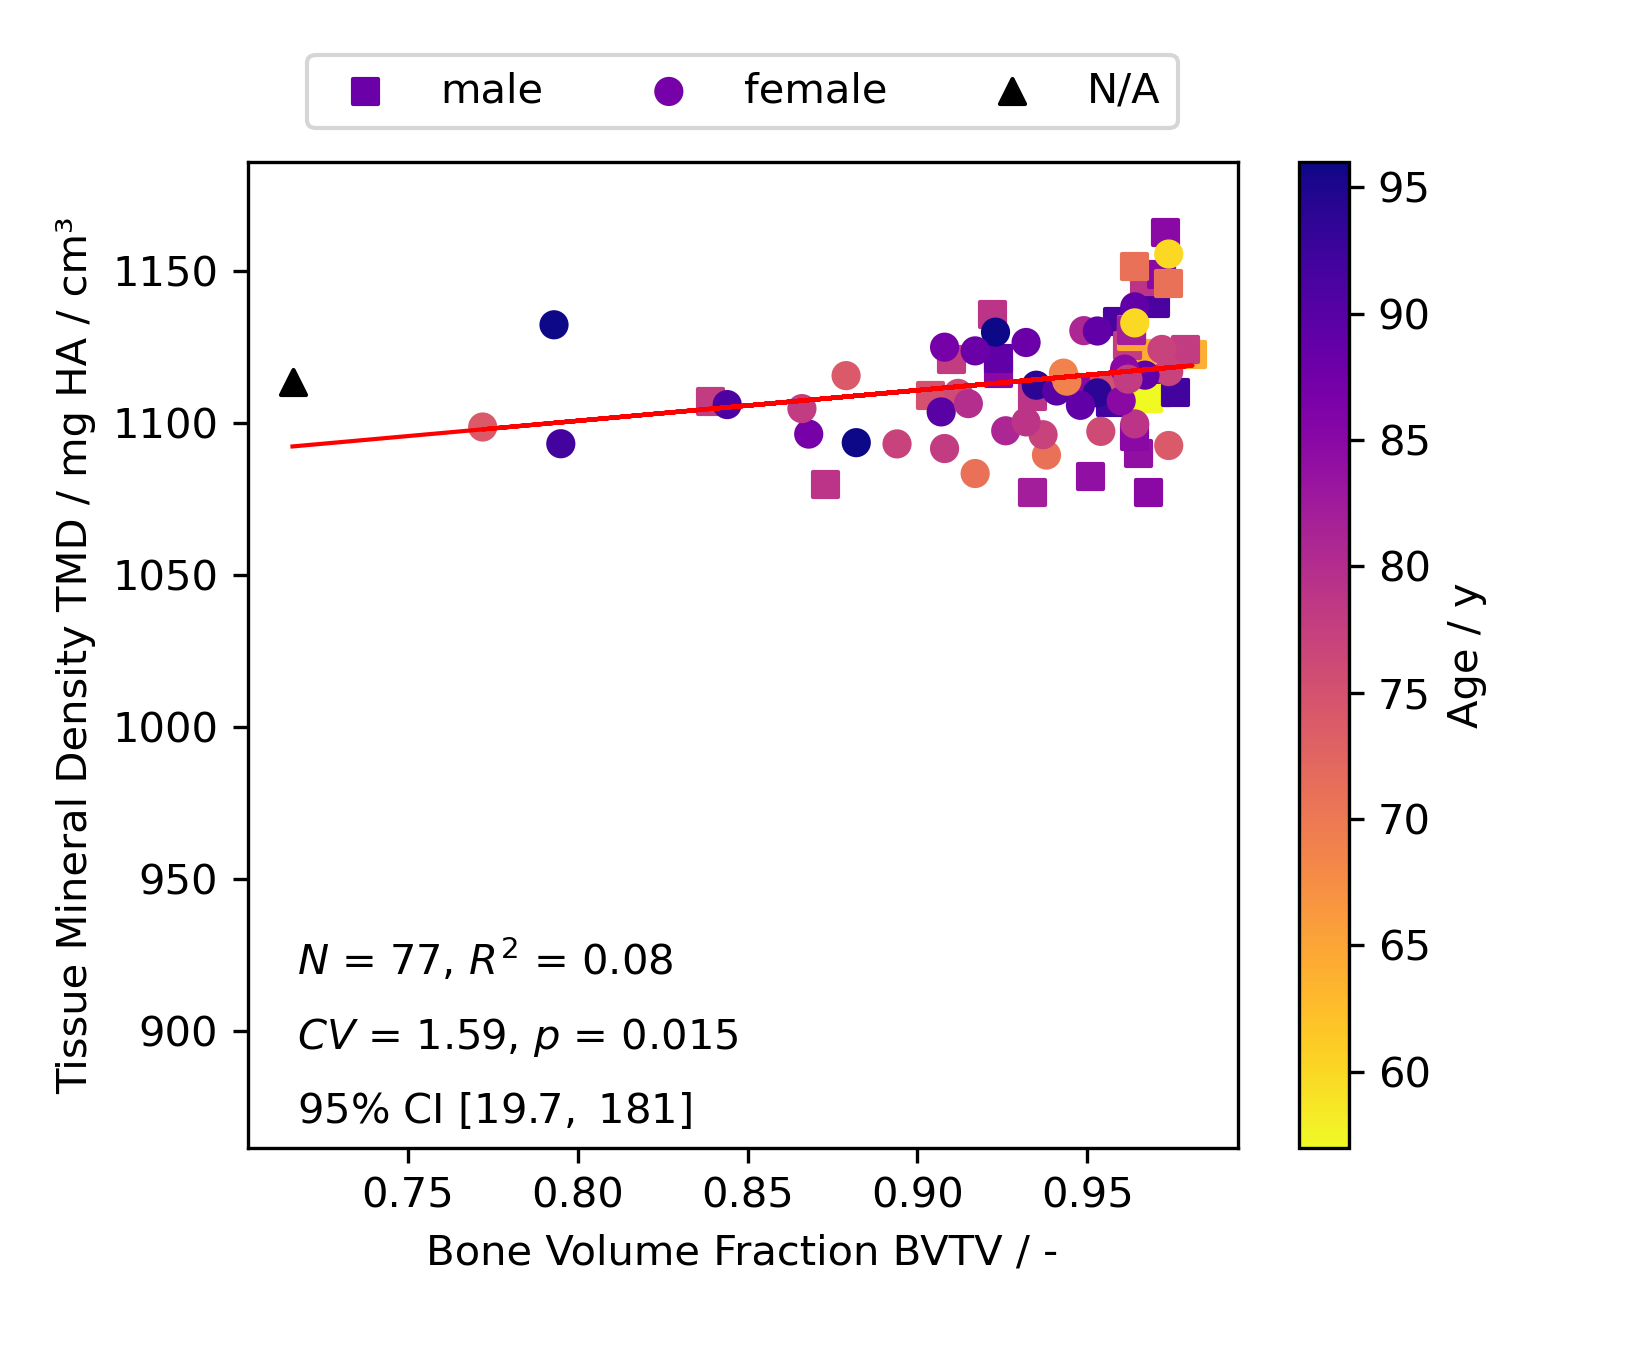 male female N/A
1150
1100
1050
1000
950
900
Tissue Mineral Density TMD / mg HA / cm³
N = 77, R² = 0.08
CV = 1.59, p = 0.015
95% CI [19.7, 181]
0.75 0.80 0.85 0.90 0.95
Bone Volume Fraction BVTV / -
95
90
85
80
75
70
65
60
Age / y